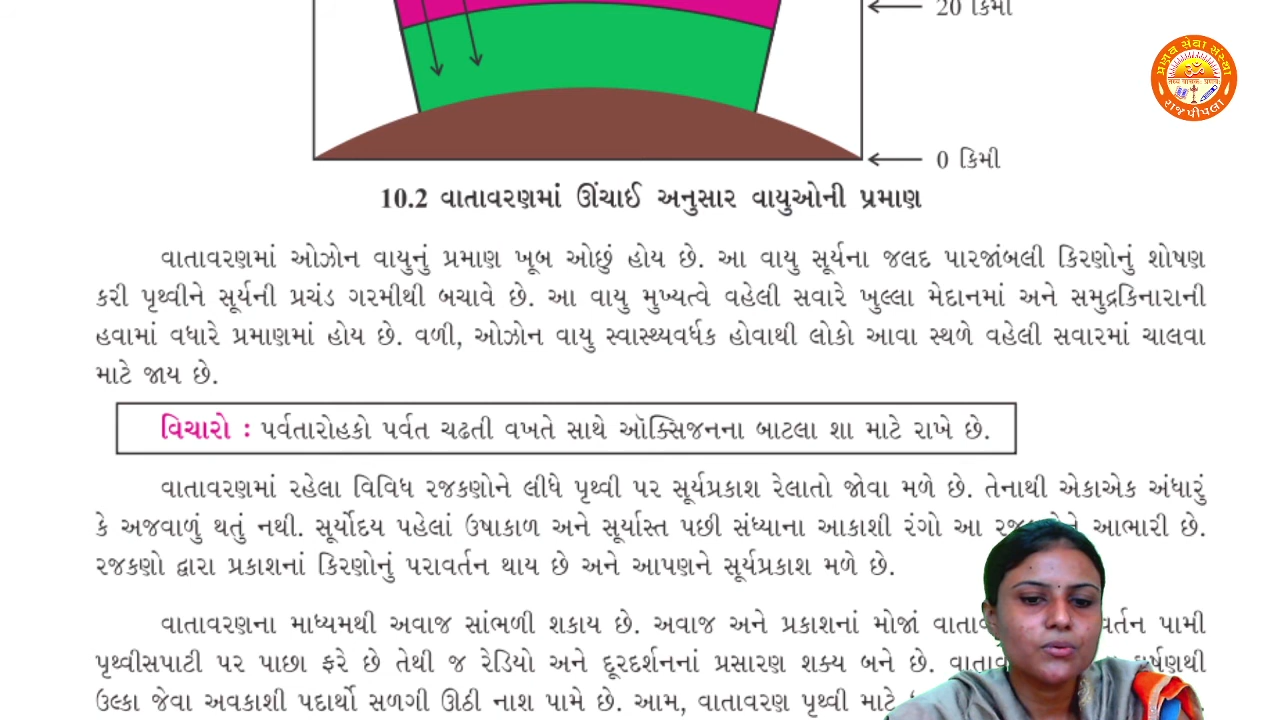 20 કિમી
પ્રણવ સેવા સંસ્થા
રાજપીપલા
0 કિમી
10.2 વાતાવરણમાં ઊંચાઈ અનુસાર વાયુઓની પ્રમાણ
વાતાવરણમાં ઓઝોન વાયુનું પ્રમાણ ખૂબ ઓછું હોય છે. આ વાયુ સૂર્યના જલદ પારજાંબલી કિરણોનું શોષણ
કરી પૃથ્વીને સૂર્યની પ્રચંડ ગરમીથી બચાવે છે. આ વાયુ મુખ્યત્વે વહેલી સવારે ખુલ્લા મેદાનમાં અને સમુદ્રકિનારાની
હવામાં વધારે પ્રમાણમાં હોય છે. વળી, ઓઝોન વાયુ સ્વાસ્થ્યવર્ધક હોવાથી લોકો આવા સ્થળે વહેલી સવારમાં ચાલવા
માટે જાય છે.
વિચારો : પર્વતારોહકો પર્વત ચઢતી વખતે સાથે ઑક્સિજનના બાટલા શા માટે રાખે છે.
વાતાવરણમાં રહેલા વિવિધ રજકણોને લીધે પૃથ્વી પર સૂર્યપ્રકાશ રેલાતો જોવા મળે છે. તેનાથી એકાએક અંધારું
કે અજવાળું થતું નથી. સૂર્યોદય પહેલાં ઉષાકાળ અને સૂર્યાસ્ત પછી સંધ્યાના આકાશી રંગો આ આભારી છે.
રજકણો દ્વારા પ્રકાશનાં કિરણોનું પરાવર્તન થાય છે અને આપણને સૂર્યપ્રકાશ મળે છે.
વાતાવરણના માધ્યમથી અવાજ સાંભળી શકાય છે. અવાજ અને પ્રકાશનાં મોજાં પામી
પૃથ્વીસપાટી પર પાછા ફરે છે તેથી જ રેડિયો અને દૂરદર્શનનાં પ્રસારણ શક્ય બને છે.
ઉલ્કા જેવા અવકાશી પદાર્થો સળગી ઊઠી નાશ પામે છે. આમ, વાતાવરણ પૃથ્વી માટે